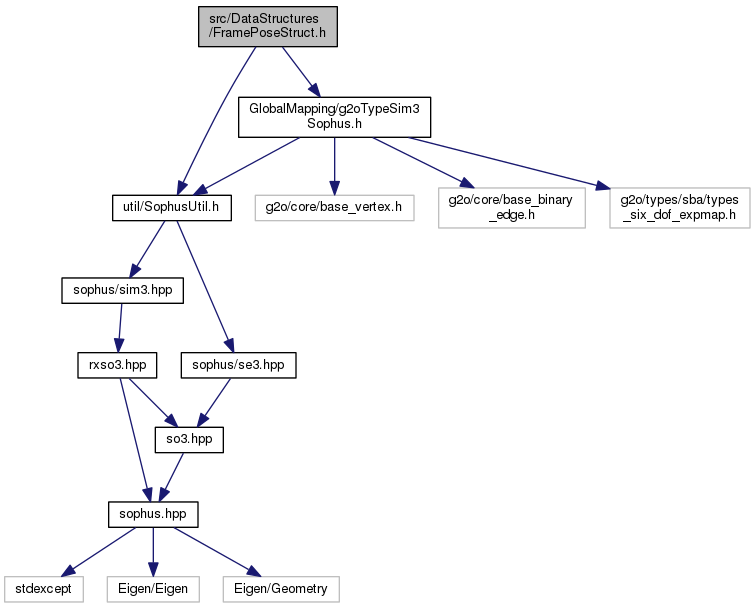 src/DataStructures
/FramePoseStruct.h
GlobalMapping/g2oTypeSim3
Sophus.h
util/SophusUtil.h
g2o/core/base_vertex.h
g2o/core/base_binary
_edge.h
g2o/types/sba/types
_six_dof_expmap.h
sophus/sim3.hpp
rxso3.hpp
sophus/se3.hpp
so3.hpp
sophus.hpp
stdexcept
Eigen/Eigen
Eigen/Geometry